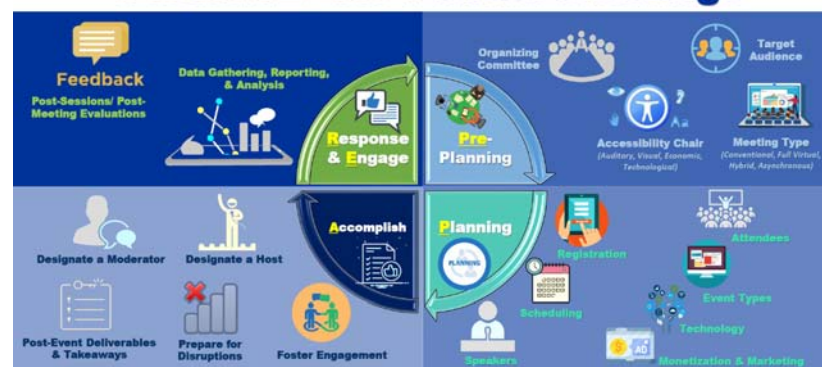 Feedback
Post-Sessions/ Post-
Meeting Evaluations
Data Gathering, Reporting,
& Analysis
Response
& Engage
Pre-
Planning
Organizing
Committee
Target
Audience
Accessibility Chair
(Auditory, Visual, Economic,
Technological)
Meeting Type
(Conventional, Full Virtual,
Hybrid, Asynchronous)
Designate a Moderator
Designate a Host
Accomplish
Post-Event Deliverables
& Takeaways
Prepare for
Disruptions
Foster Engagement
Planning
PLANNING
Registration
Attendees
Scheduling
Event Types
Technology
Speakers
AD
Monetization & Marketing